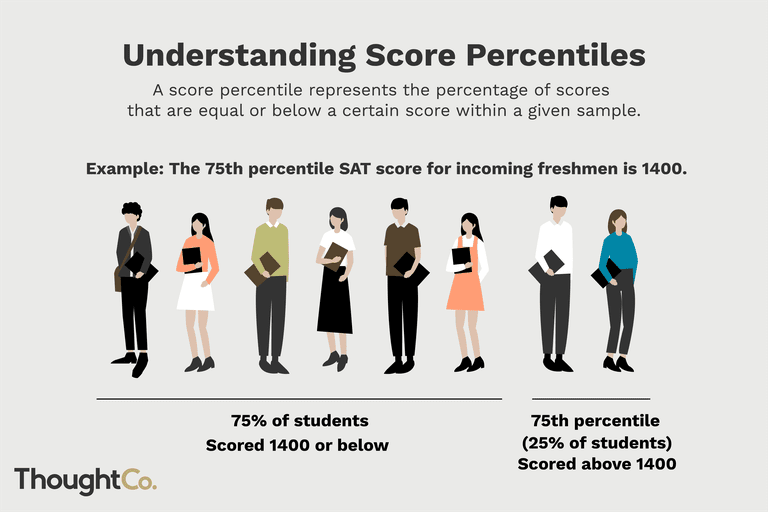 Understanding Score Percentiles
A score percentile represents the percentage of scores
that are equal or below a certain score within a given sample.
Example: The 75th percentile SAT score for incoming freshmen is 1400.
75% of students
Scored 1400 or below
75th percentile
(25% of students)
Scored above 1400
ThoughtCo.